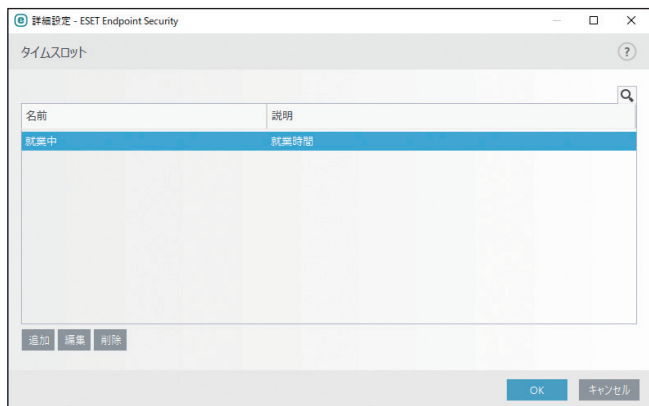 詳細設定 - ESET Endpoint Security
タイムスロット
?
名前 説明
就業中 就業時間
追加 編集 削除
OK キャンセル